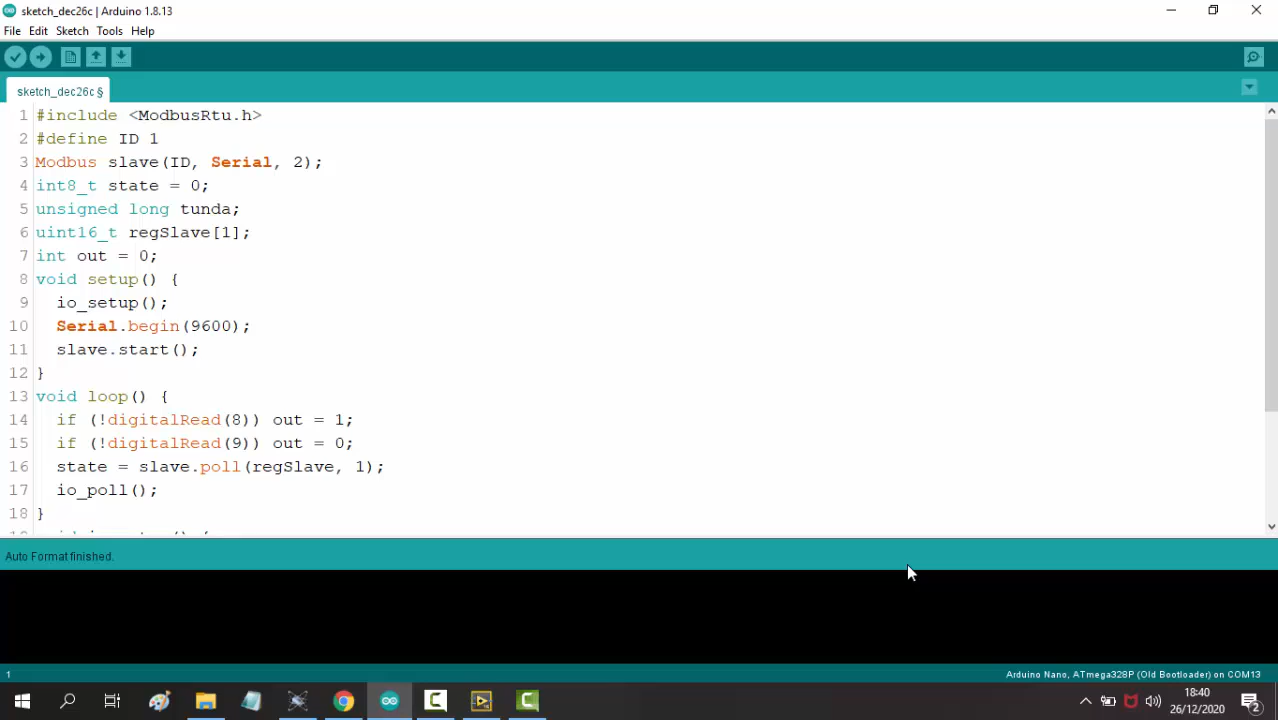 sketch_dec26c | Arduino 1.8.13
File Edit Sketch Tools Help
sketch_dec26c §
1 #include <ModbusRtu.h>
2 #define ID 1
3 Modbus slave(ID, Serial, 2);
4 int8_t state = 0;
5 unsigned long tunda;
6 uint16_t regSlave[1];
7 int out = 0;
8 void setup() {
9 io_setup();
10 Serial.begin(9600);
11 slave.start();
12 }
13 void loop() {
14 if (!digitalRead(8)) out = 1;
15 if (!digitalRead(9)) out = 0;
16 state = slave.poll(regSlave, 1);
17 io_poll();
18 }
Auto Format finished.
1 Arduino Nano, ATmega328P (Old Bootloader) on COM13
18:40
26/12/2020
2